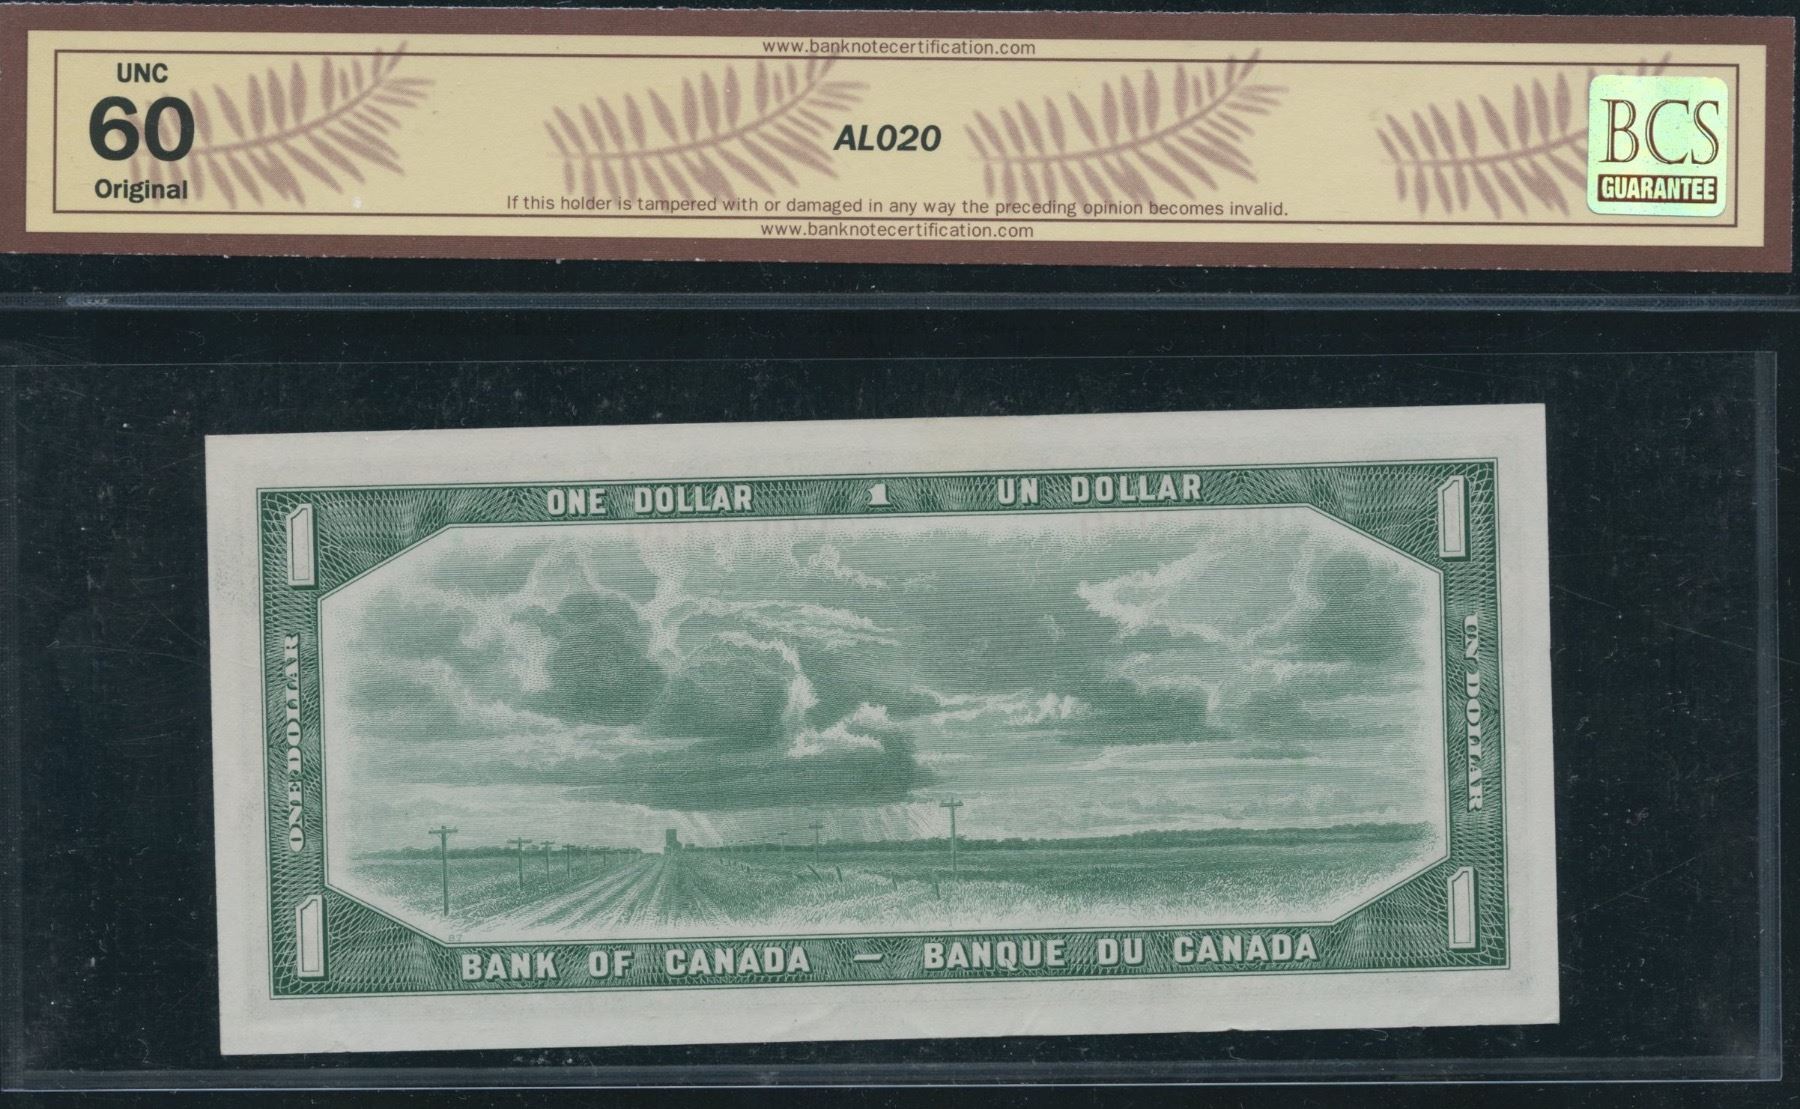 www.banknotecertification.com
UNC
60
Original
AL020
BCS
GUARANTEE
If this holder is tampered with or damaged in any way the preceding opinion becomes invalid.
www.banknotecertification.com
ONE DOLLAR 1 UN DOLLAR
1
1
ONE DOLLAR
UN DOLLAR
1
1
BANK OF CANADA – BANQUE DU CANADA